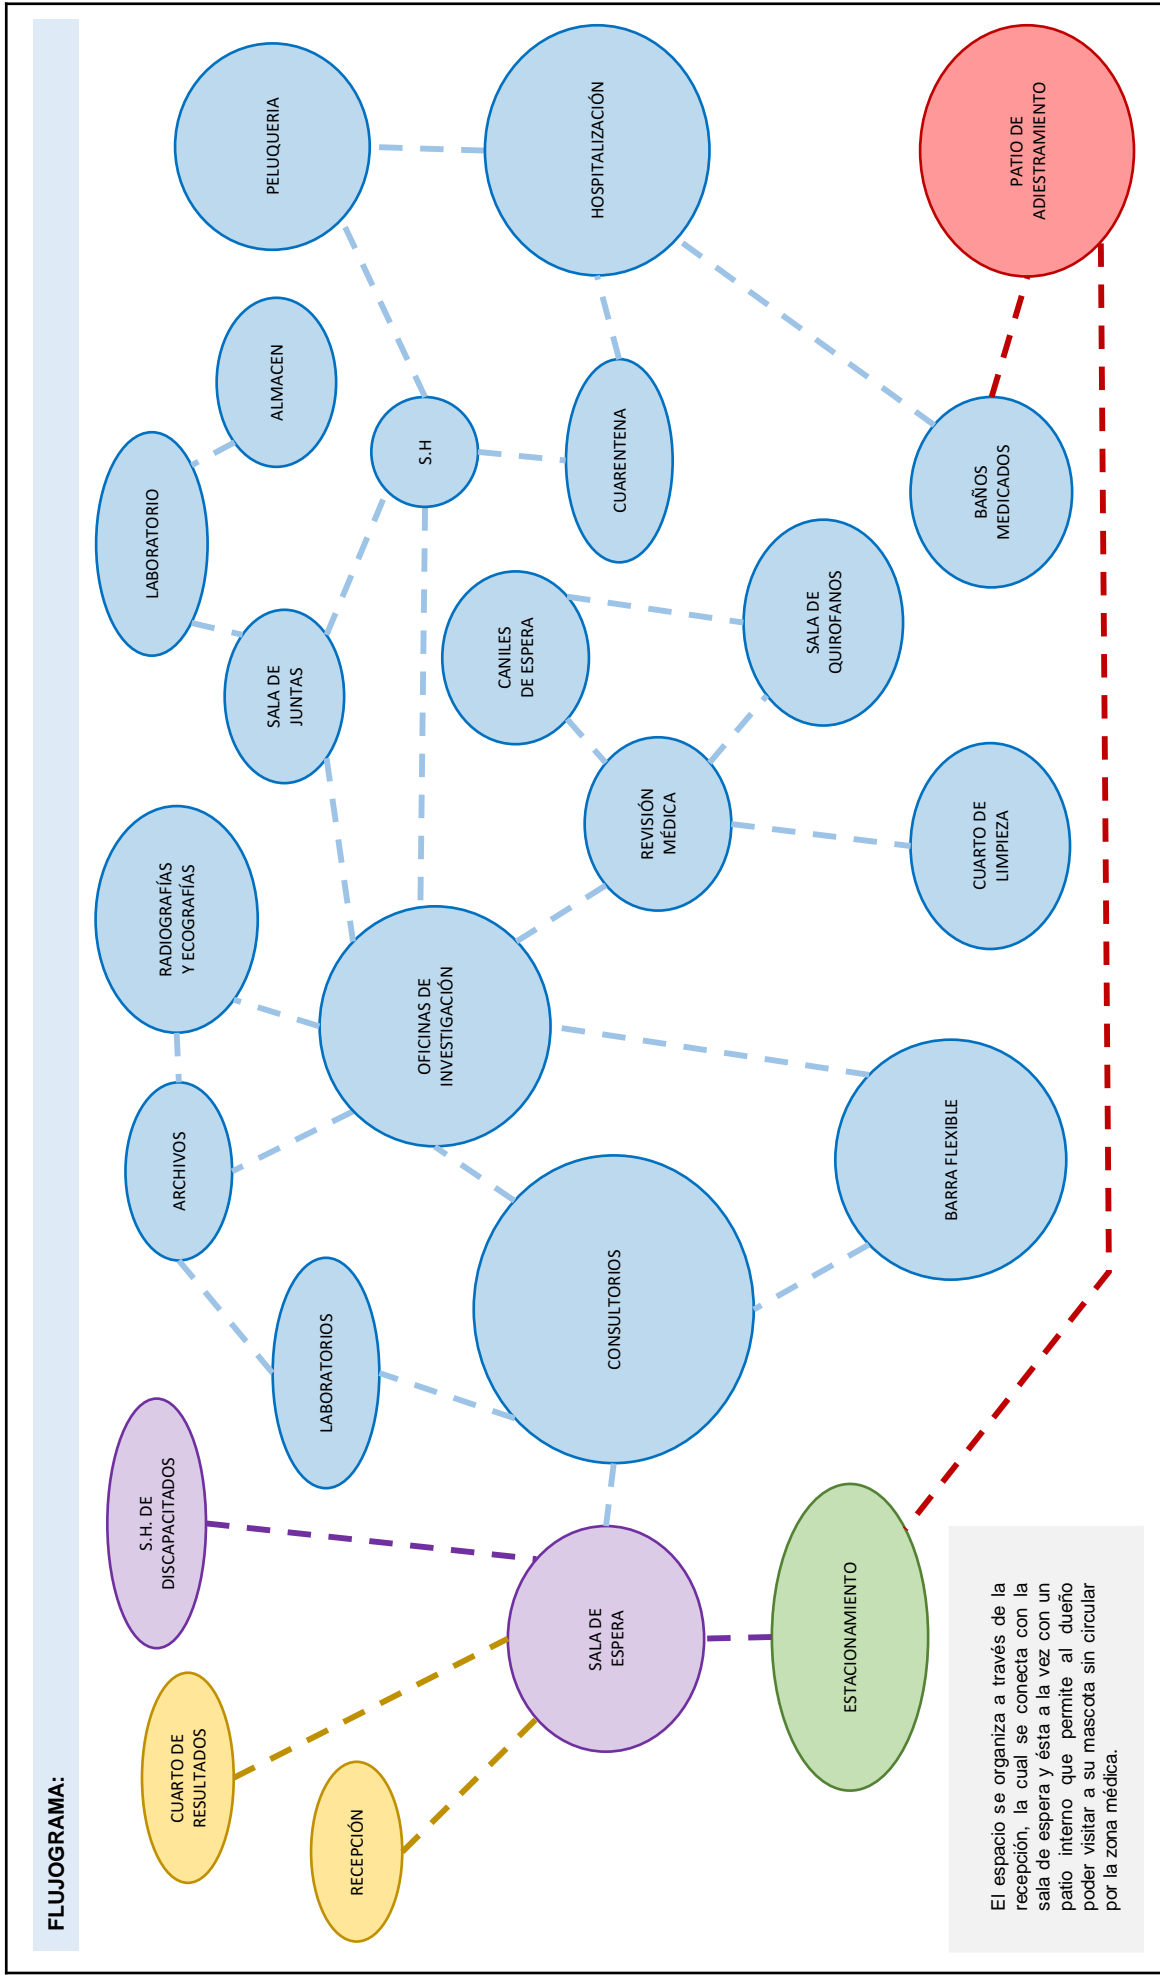 FLUJOGRAMA:
CUARTO DE
RESULTADOS
RECEPCIÓN
S.H. DE
DISCAPACITADOS
SALA DE
ESPERA
ESTACIONAMIENTO
LABORATORIOS
ARCHIVOS
CONSULTORIOS
RADIOGRAFÍAS
Y ECOGRAFÍAS
OFICINAS DE
INVESTIGACIÓN
BARRA FLEXIBLE
LABORATORIO
SALA DE
JUNTAS
CANILES
DE ESPERA
REVISIÓN
MÉDICA
SALA DE
QUIROFANOS
CUARTO DE
LIMPIEZA
ALMACEN
S.H
CUARENTENA
BAÑOS
MEDICADOS
PELUQUERIA
HOSPITALIZACIÓN
PATIO DE
ADIESTRAMIENTO
El espacio se organiza a través de la
recepción, la cual se conecta con la
sala de espera y ésta a la vez con un
patio interno que permite al dueño
poder visitar a su mascota sin circular
por la zona médica.